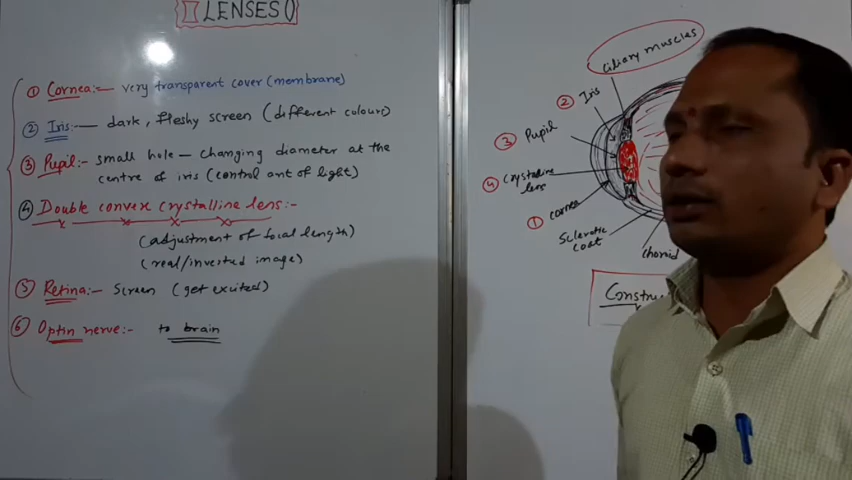 LENSES()
① Cornea:— very transparent cover (membrane)
② Iris:— dark, fleshy screen (different colours)
③ Pupil:- small hole — changing diameter at the
centre of iris (control amt of light)
④ Double convex crystalline lens:-
(adjustment of focal length)
(real/inverted image)
⑤ Retina:— Screen (get excited)
⑥ Optin nerve:- to brain
ciliary muscles
② Iris
③ Pupil
④ crystalline
lens
① cornea
Sclerotic
coat
choroid